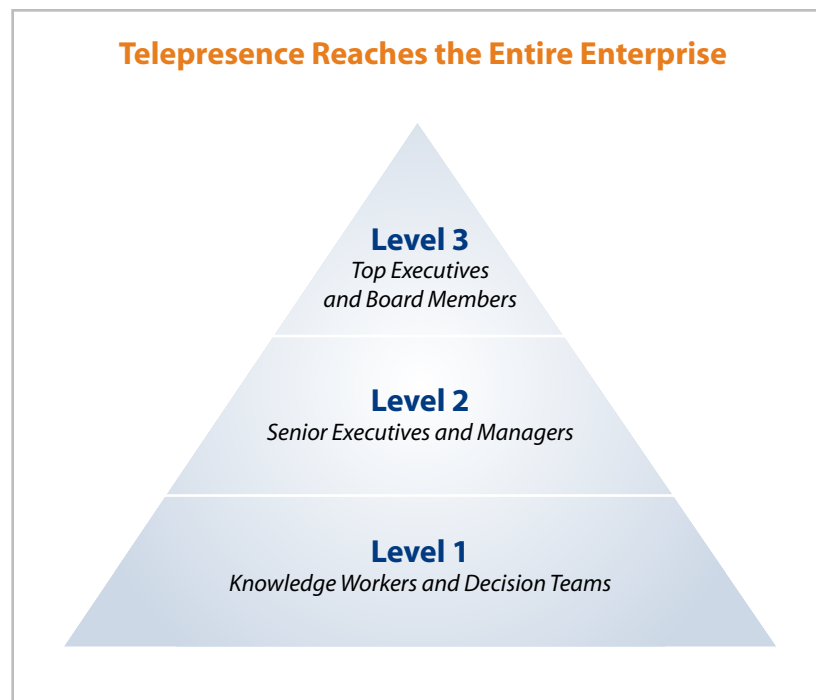 Telepresence Reaches the Entire Enterprise
Level 3
Top Executives
and Board Members
Level 2
Senior Executives and Managers
Level 1
Knowledge Workers and Decision Teams